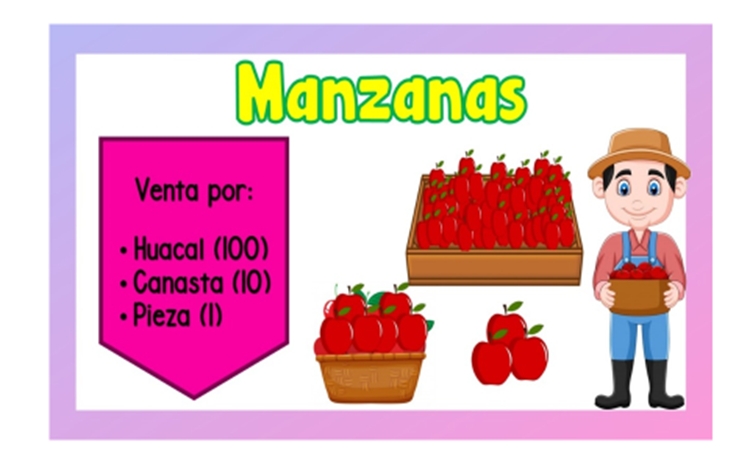 Manzanas
Venta por:
• Huacal (100)
• Canasta (10)
• Pieza (1)